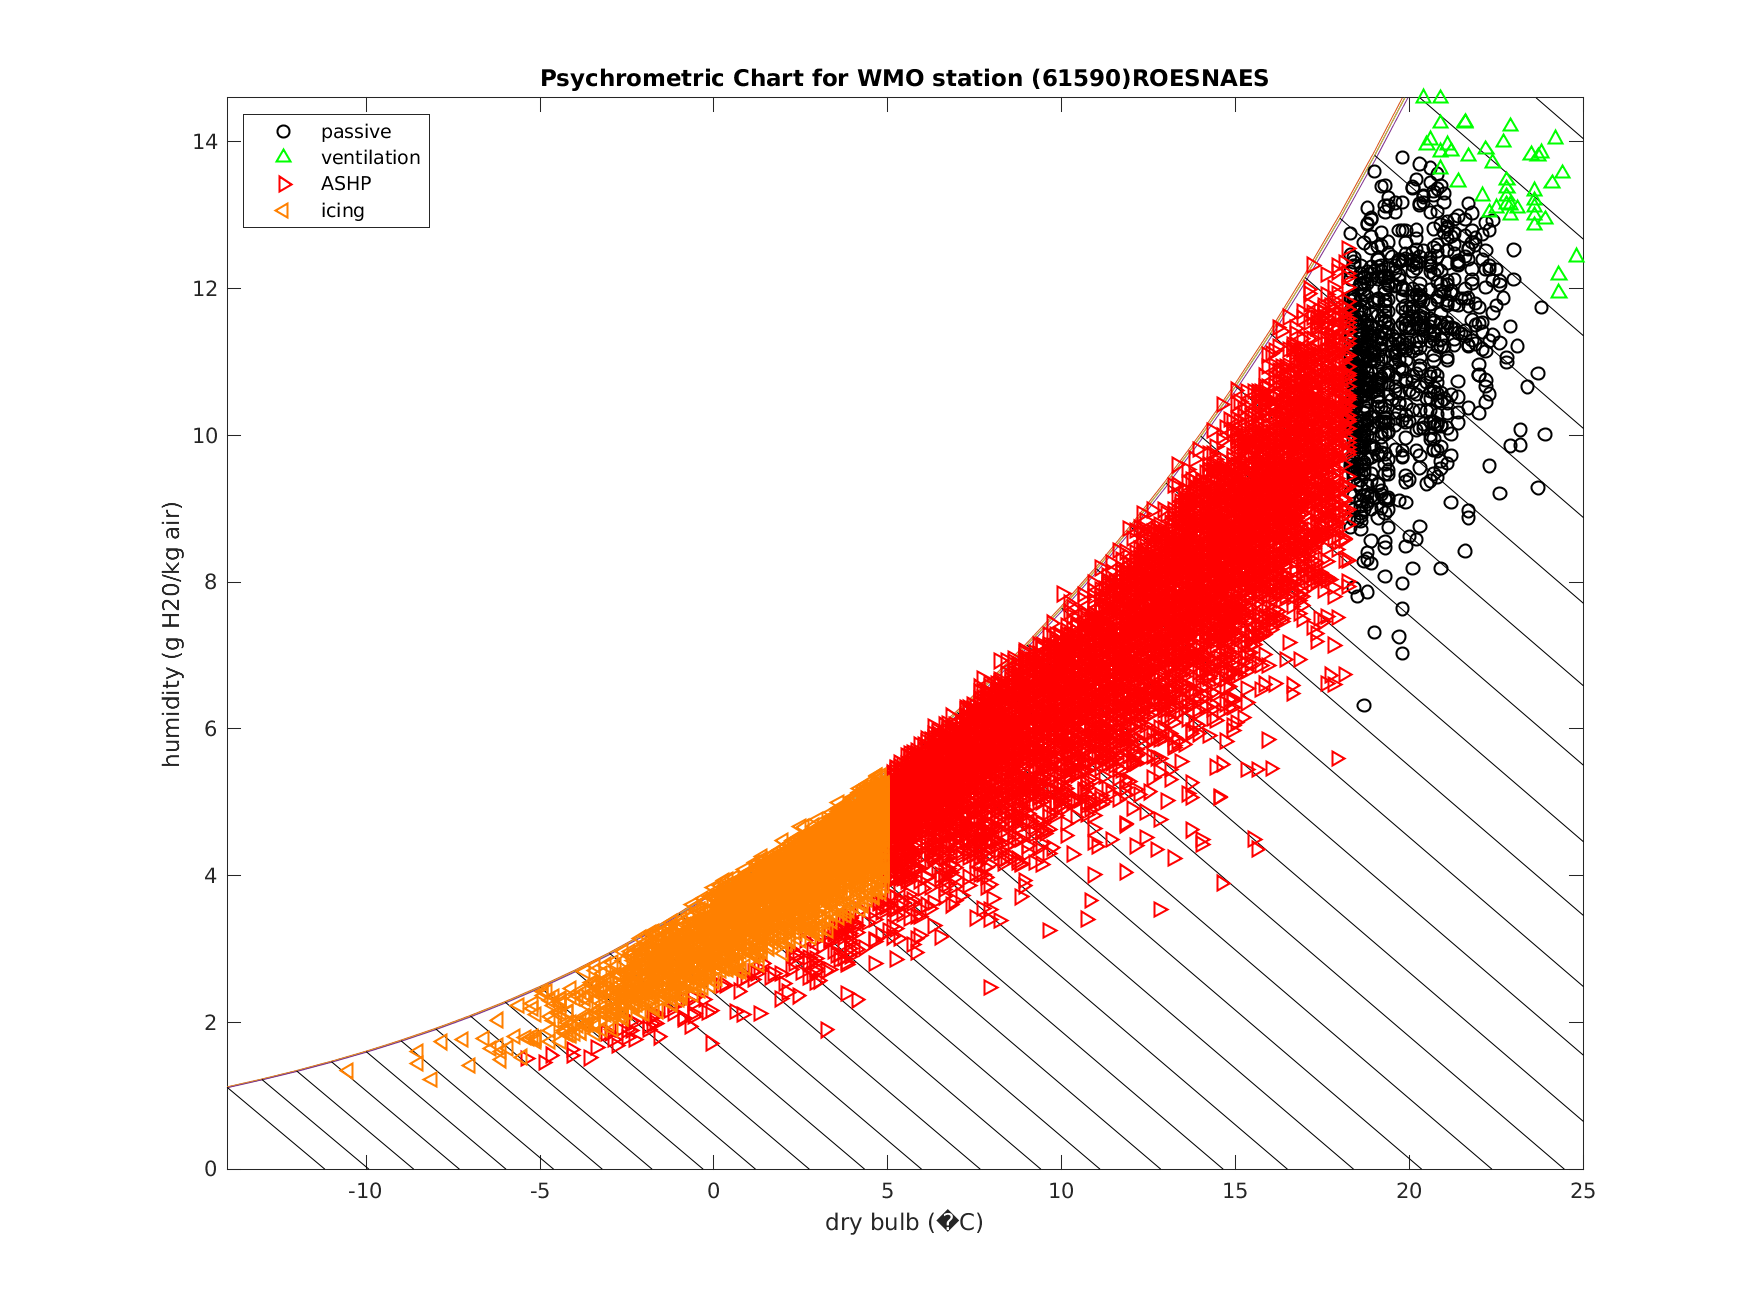 Psychrometric Chart for WMO station (61590)ROESNAES
passive
ventilation
ASHP
icing
14
12
10
8
6
4
2
0
humidity (g H20/kg air)
-10 -5 0 5 10 15 20 25
dry bulb (�C)